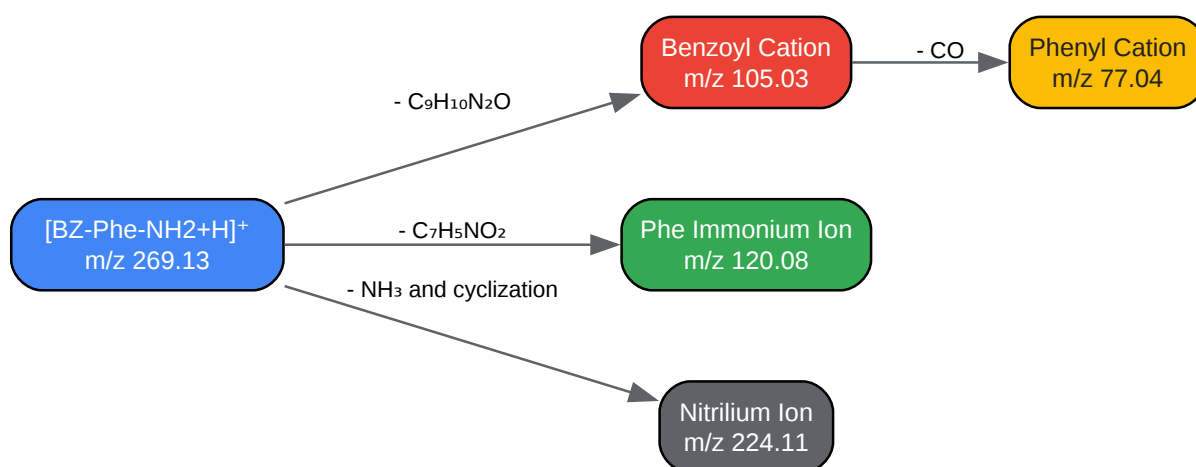 Benzoyl Cation
m/z 105.03
- CO
Phenyl Cation
m/z 77.04
- C₉H₁₀N₂O
[BZ-Phe-NH2+H]⁺
m/z 269.13
- C₇H₅NO₂
Phe Immonium Ion
m/z 120.08
- NH₃ and cyclization
Nitrilium Ion
m/z 224.11